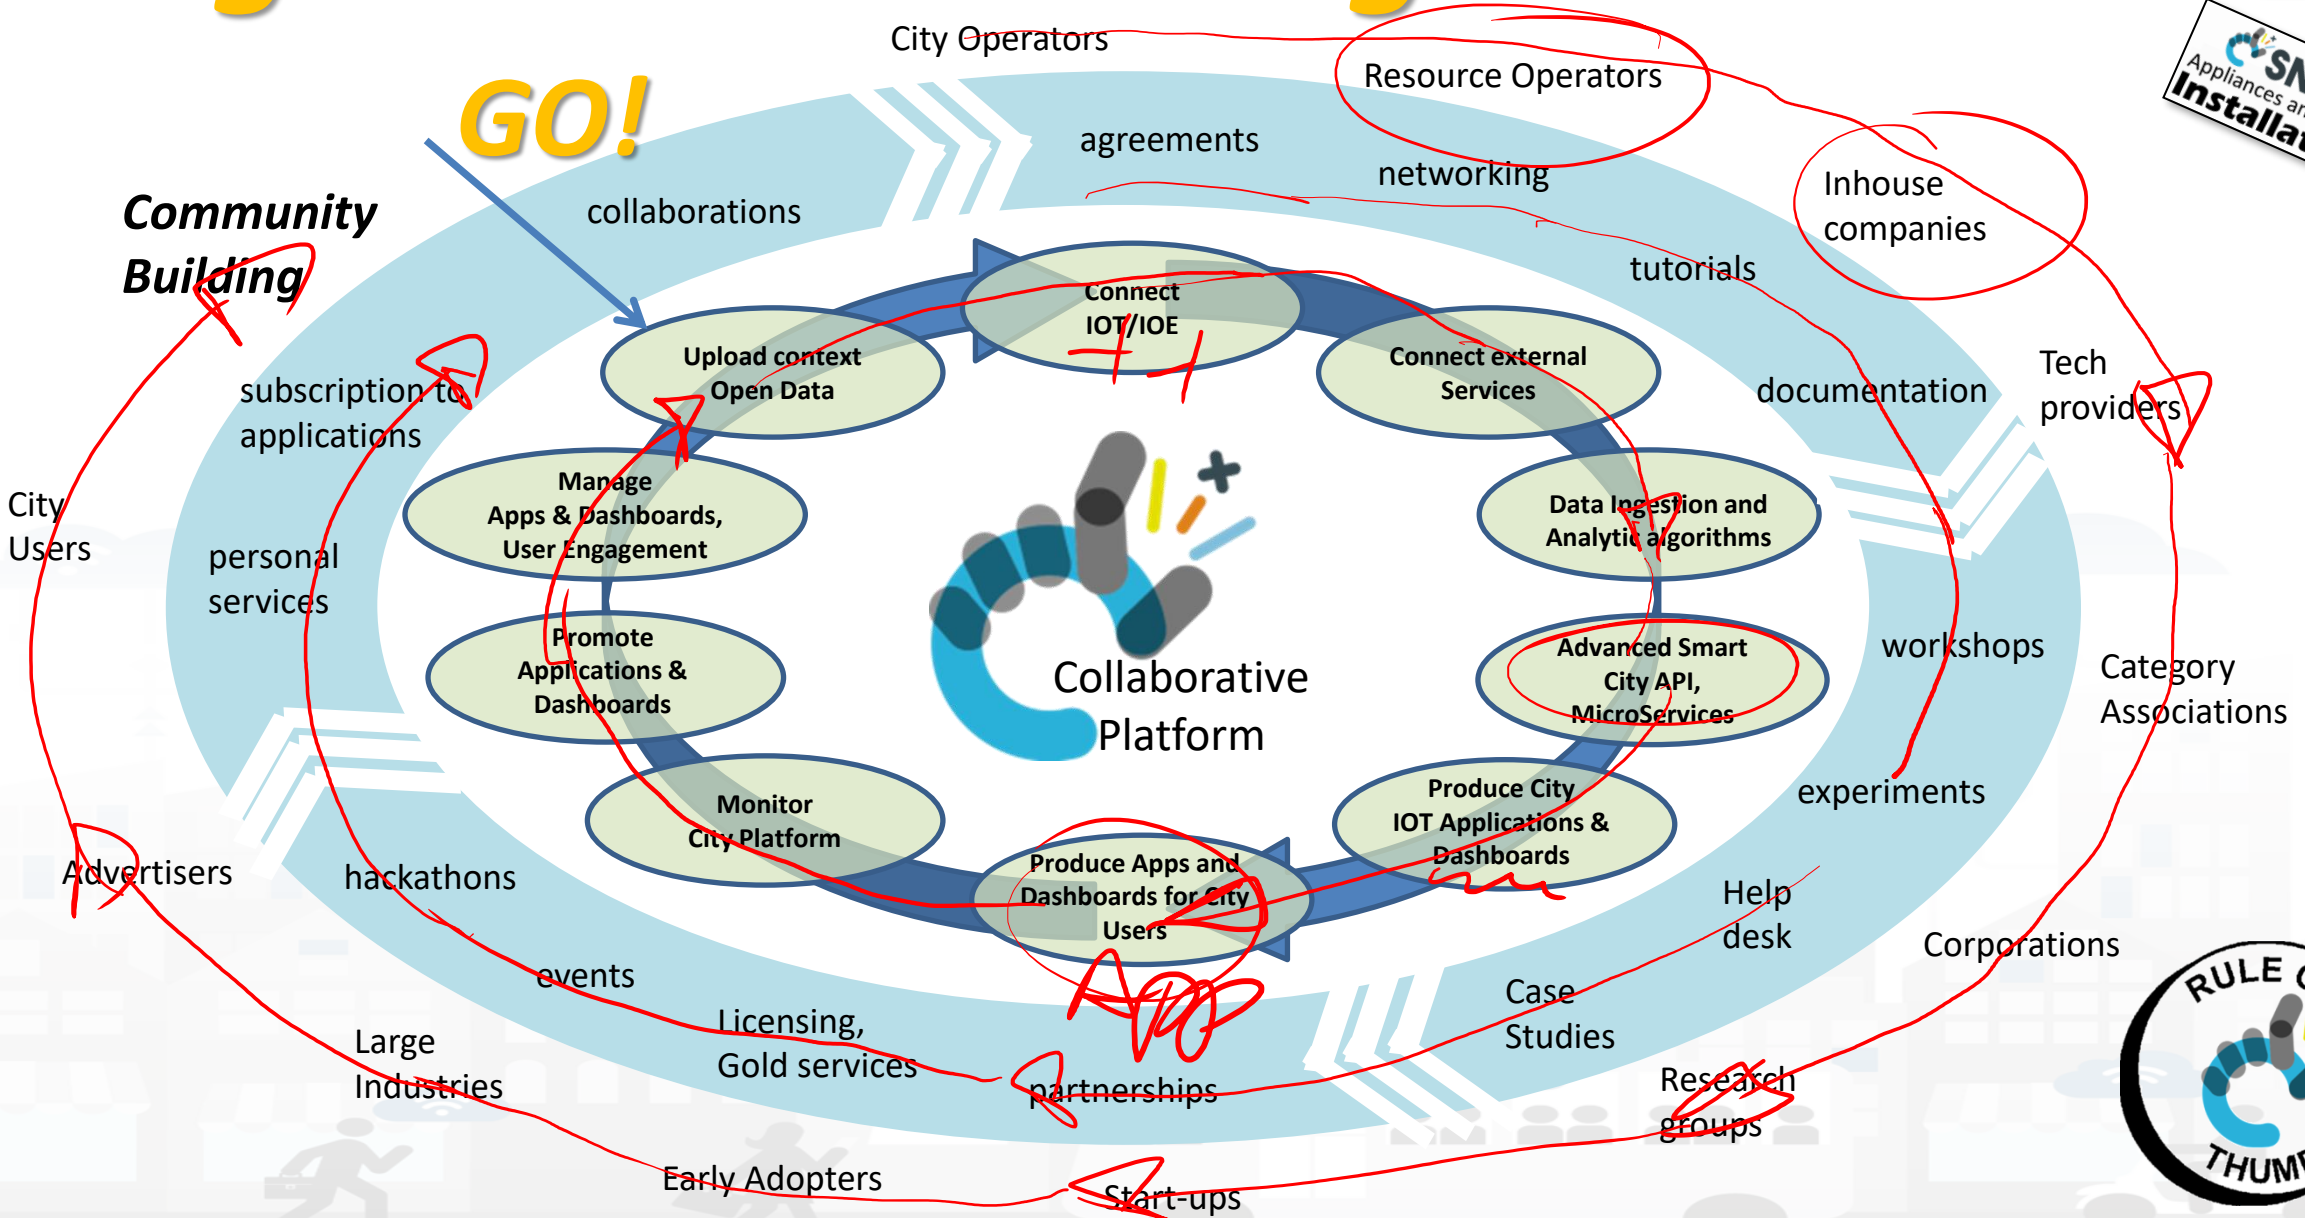 City Operators
GO!
Resource Operators
Appliances
Community
Building
collaborations
agreements
networking
Inhouse
companies
tutorials
Connect
IOT/IOE
Upload context
Open Data
Connect external
Services
subscription to
applications
documentation
Tech
providers
Manage
Apps & Dashboards,
User Engagement
Data Ingestion and
Analytic algorithms
City
Users
personal
services
Promote
Applications &
Dashboards
Collaborative
Platform
Advanced Smart
City API,
MicroServices
workshops
Category
Associations
Monitor
City Platform
Produce City
IOT Applications &
Dashboards
experiments
Produce Apps and
Dashboards for City
Users
APP
Advertisers
hackathons
Help
desk
Corporations
events
Licensing,
Gold services
partnerships
Case
Studies
Large
Industries
Research
groups
Early Adopters
Start-ups
RULE